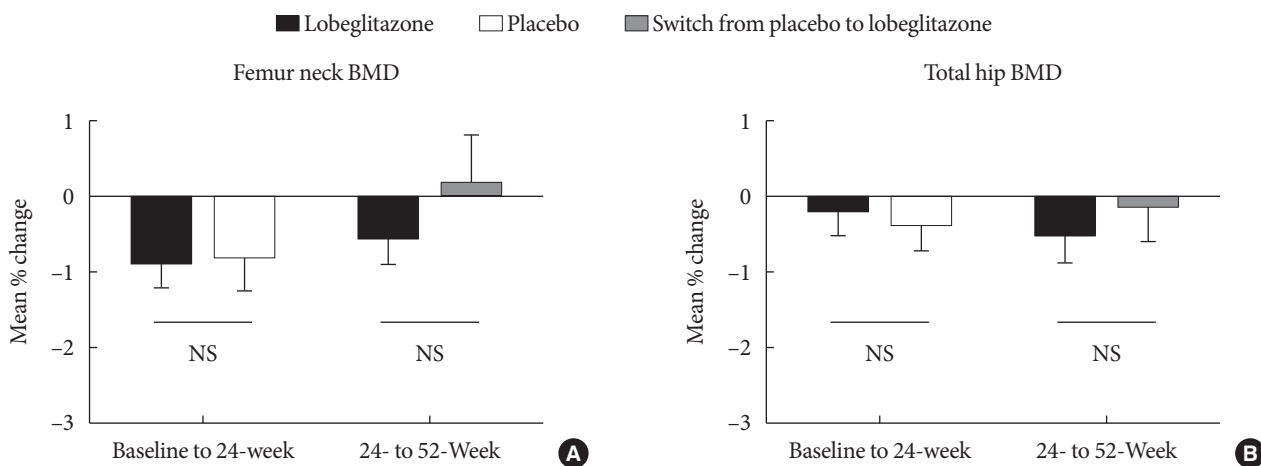 Lobeglitazone Placebo Switch from placebo to lobeglitazone
Femur neck BMD
Mean % change
1
0
–1
–2
–3
NS
NS
Baseline to 24-week
24- to 52-Week
A
Total hip BMD
Mean % change
1
0
–1
–2
–3
NS
NS
Baseline to 24-week
24- to 52-Week
B